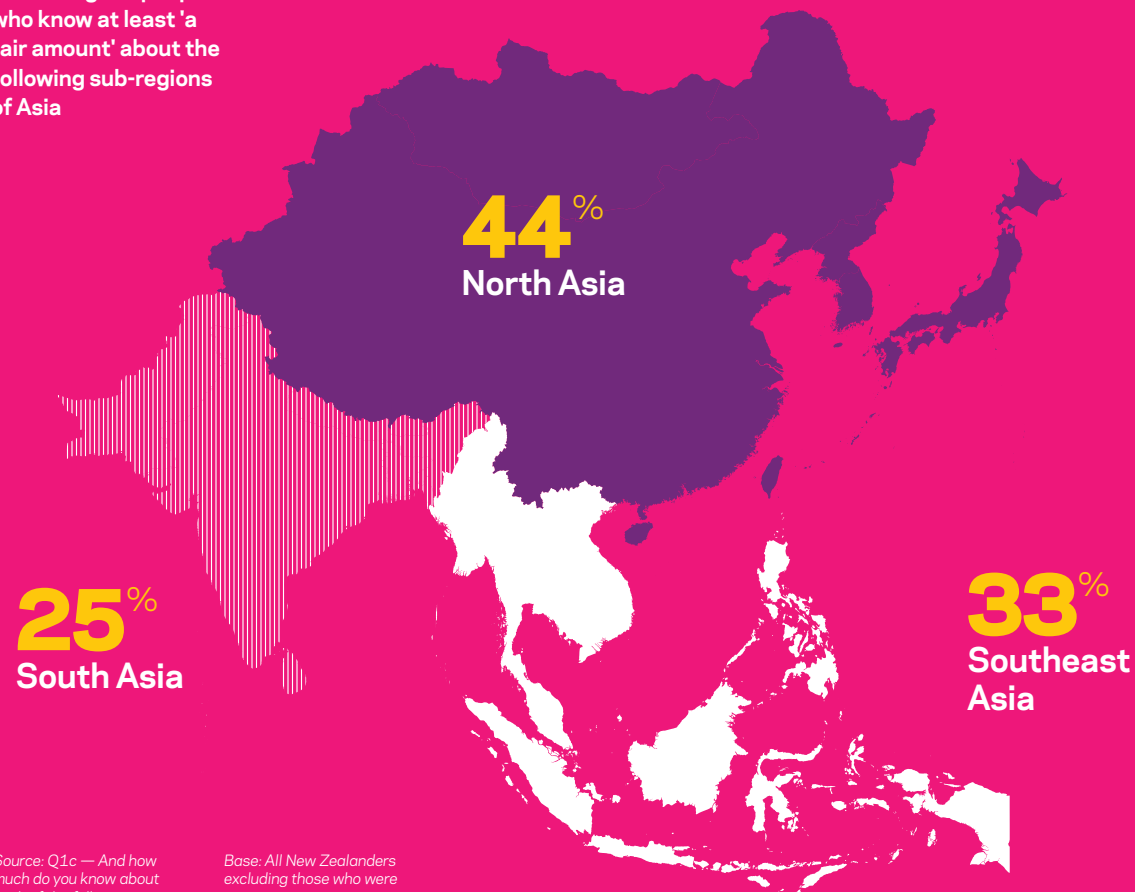 who know at least 'a
air amount' about the
ollowing sub-regions
of Asia
44%
North Asia
25%
South Asia
33%
Southeast
Asia
Source: Q1c — And how
much do you know about
Base: All New Zealanders
excluding those who were